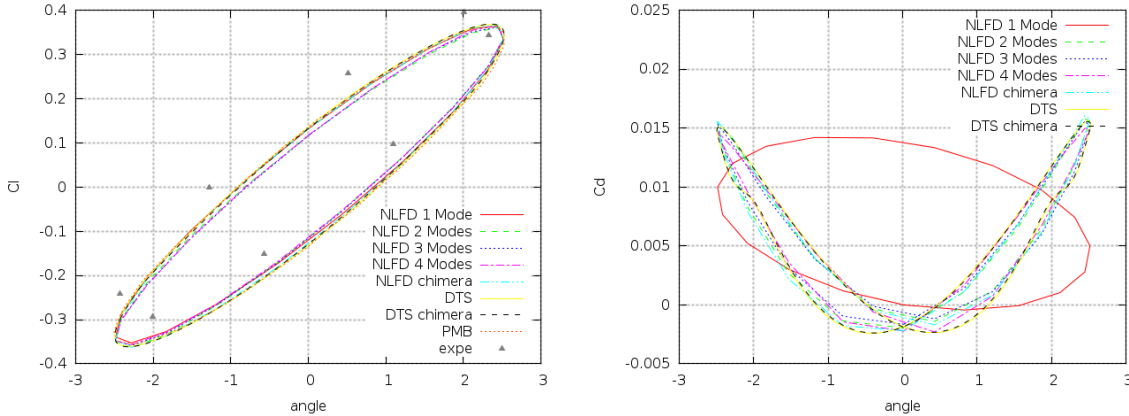 0.4
0.3
0.2
0.1
0
-0.1
-0.2
-0.3
-0.4
Cl
-3
-2
-1
0
1
2
3
angle
NLFD 1 Mode
NLFD 2 Modes
NLFD 3 Modes
NLFD 4 Modes
NLFD chimera
DTS
DTS chimera
PMB
expe
0.025
0.02
0.015
0.01
0.005
0
-0.005
Cd
-3
-2
-1
0
1
2
3
angle
NLFD 1 Mode
NLFD 2 Modes
NLFD 3 Modes
NLFD 4 Modes
NLFD chimera
DTS
DTS chimera